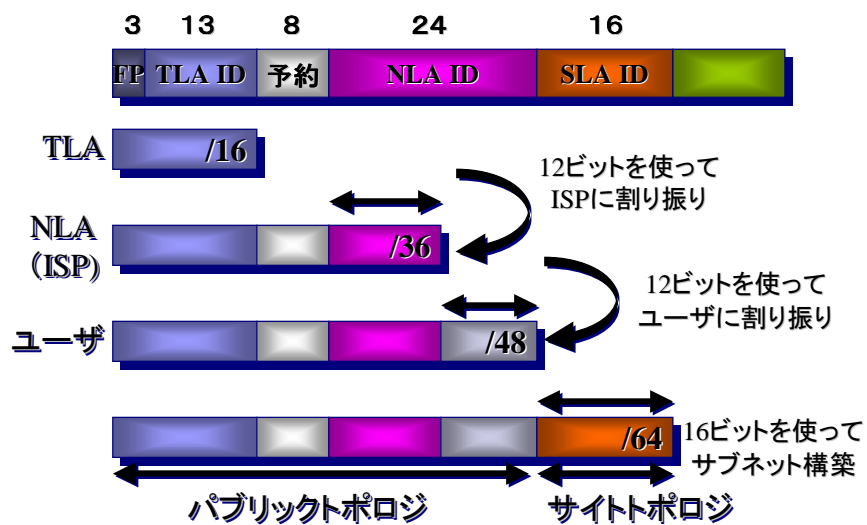 3 13 8 24 16
FP TLA ID 予約 NLA ID SLA ID
TLA
/16
12ビットを使って
ISPに割り振り
NLA
(ISP)
/36
12ビットを使って
ユーザに割り振り
ユーザ
/48
/64
16ビットを使って
サブネット構築
パブリックトポロジ
サイトトポロジ